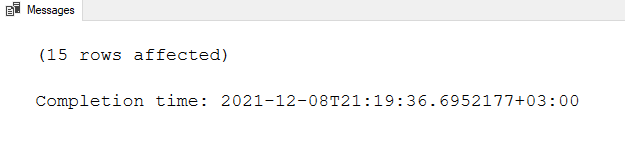 Messages
(15 rows affected)
Completion time: 2021-12-08T21:19:36.6952177+03:00